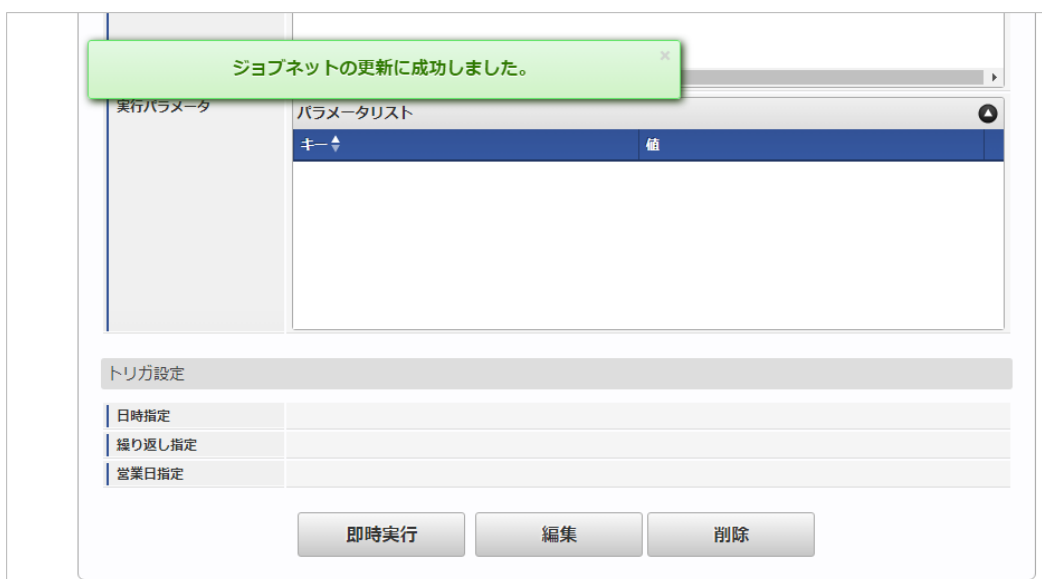 ジョブネットの更新に成功しました。 ×
実行パラメータ
パラメータリスト
キー 値
トリガ設定
日時指定
繰り返し指定
営業日指定
即時実行 編集 削除